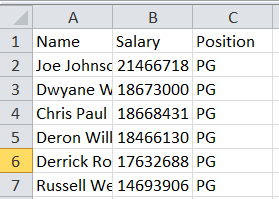 A B C
1 Name Salary Position
2 Joe Johnsc 21466718 PG
3 Dwyane W 18673000 PG
4 Chris Paul 18668431 PG
5 Deron Will 18466130 PG
6 Derrick Ro 17632688 PG
7 Russell We 14693906 PG